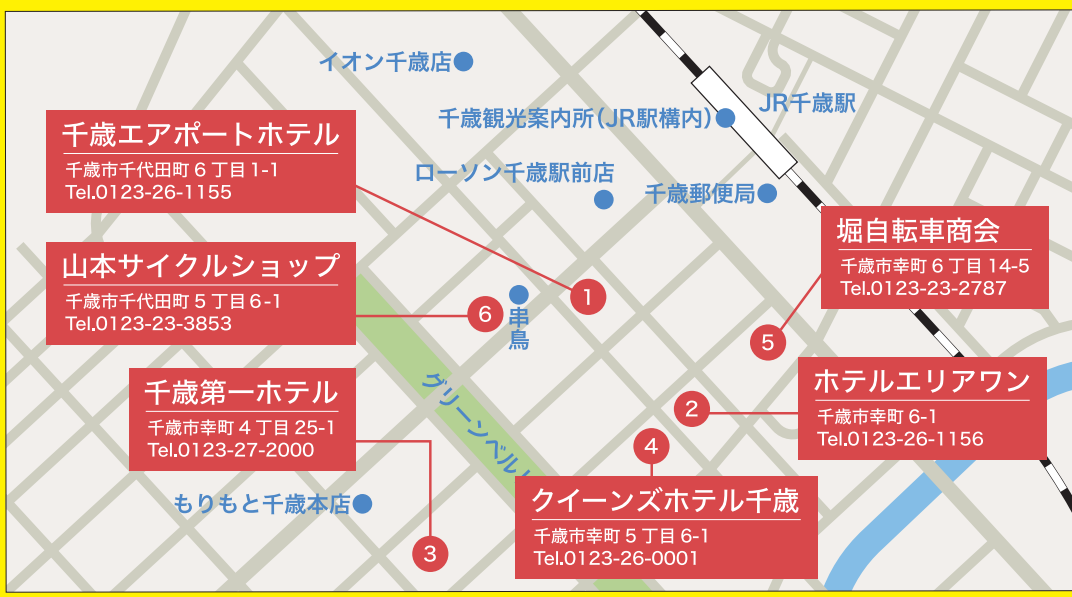 イオン千歳店
千歳観光案内所（JR駅構内）
JR千歳駅
ローソン千歳駅前店
千歳郵便局
千歳エアポートホテル
千歳市千代田町 6 丁目 1-1
Tel.0123-26-1155
1
山本サイクルショップ
千歳市千代田町 5 丁目 6-1
Tel.0123-23-3853
6
串鳥
堀自転車商会
千歳市幸町 6 丁目 14-5
Tel.0123-23-2787
5
千歳第一ホテル
千歳市幸町 4 丁目 25-1
Tel.0123-27-2000
3
グリーンベル
ホテルエリアワン
千歳市幸町 6-1
Tel.0123-26-1156
2
4
クイーンズホテル千歳
千歳市幸町 5 丁目 6-1
Tel.0123-26-0001
もりもと千歳本店